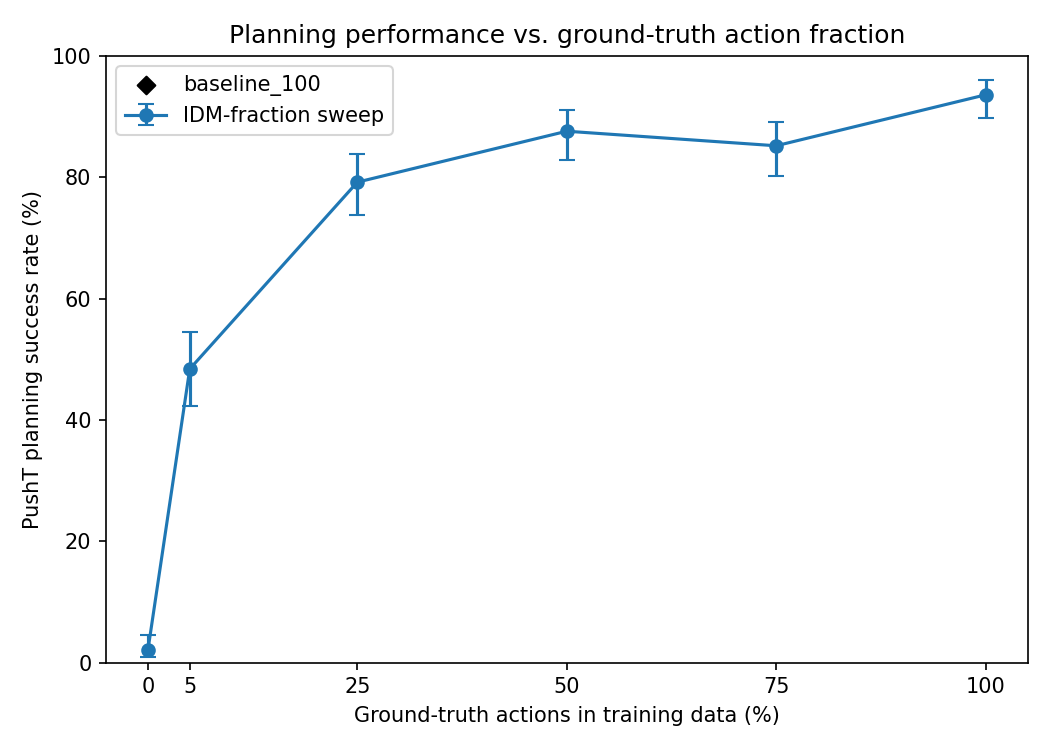 Planning performance vs. ground-truth action fraction
baseline_100
IDM-fraction sweep
PushT planning success rate (%)
100
80
60
40
20
0
0 5 25 50 75 100
Ground-truth actions in training data (%)